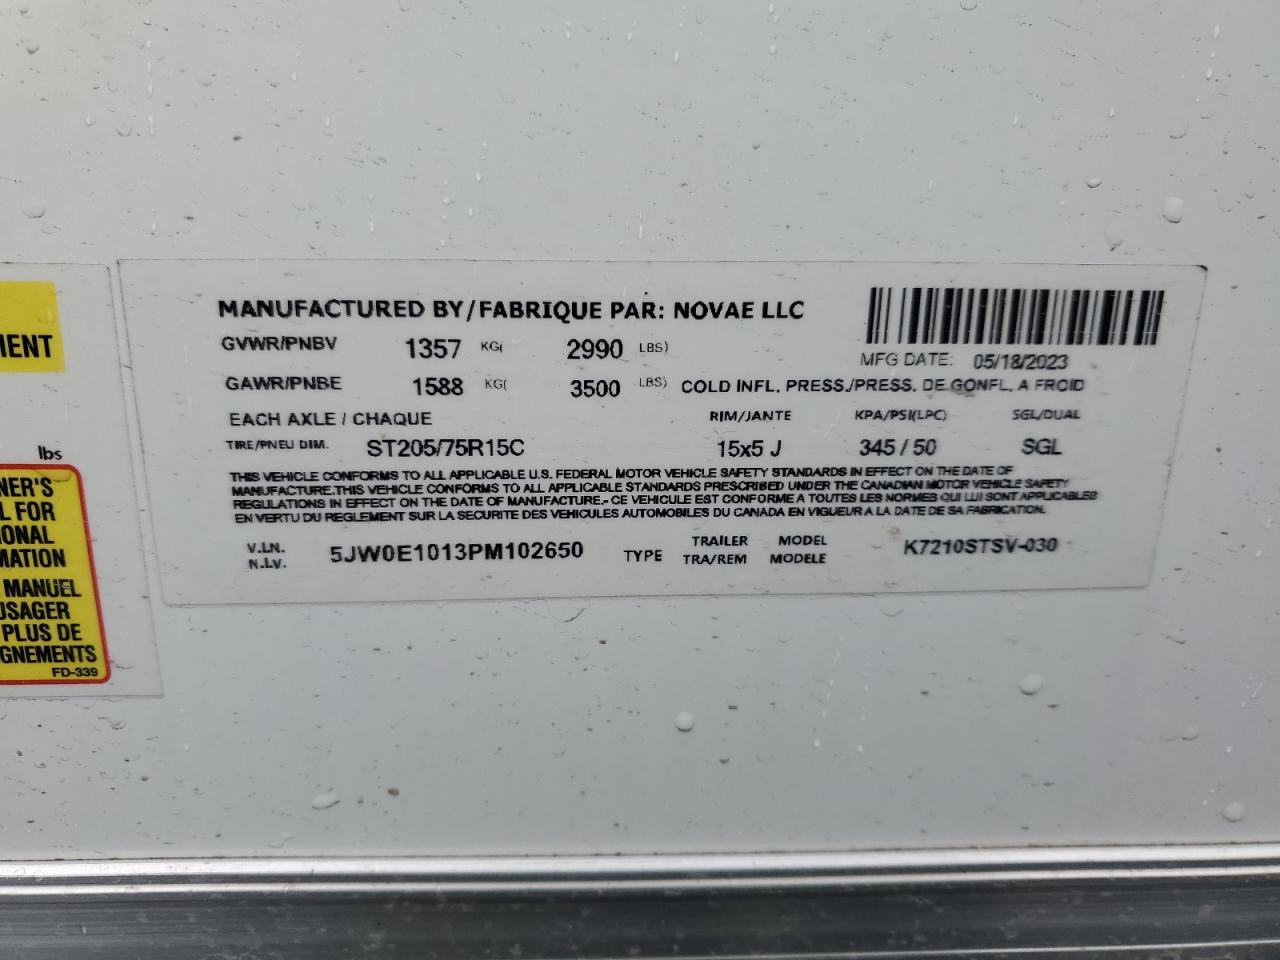 MANUFACTURED BY/FABRIQUE PAR: NOVAE LLC
GVWR/PNBV 1357 KG( 2990 LBS) MFG DATE: 05/18/2023
GAWR/PNBE 1588 KG( 3500 LBS) COLD INFL. PRESS./PRESS. DE GONFL. A FROID
EACH AXLE / CHAQUE RIM/JANTE KPA/PSI(LPC) SGL/DUAL
TIRE/PNEU DIM. ST205/75R15C 15x5 J 345 / 50 SGL
THIS VEHICLE CONFORMS TO ALL APPLICABLE U.S. FEDERAL MOTOR VEHICLE SAFETY STANDARDS IN EFFECT ON THE DATE OF
MANUFACTURE.THIS VEHICLE CONFORMS TO ALL APPLICABLE STANDARDS PRESCRIBED UNDER THE CANADIAN MOTOR VEHICLE SAFETY
REGULATIONS IN EFFECT ON THE DATE OF MANUFACTURE.- CE VEHICULE EST CONFORME A TOUTES LES NORMES QUI LUI SONT APPLICABLES
EN VERTU DU REGLEMENT SUR LA SECURITE DES VEHICULES AUTOMOBILES DU CANADA EN VIGUEUR A LA DATE DE SA FABRICATION.
V.I.N. 5JW0E1013PM102650 TYPE TRAILER MODEL K7210STSV-030
N.I.V. TRA/REM MODELE
IENT
lbs
NER'S
L FOR
IONAL
MATION
MANUEL
USAGER
PLUS DE
GNEMENTS
FD-339